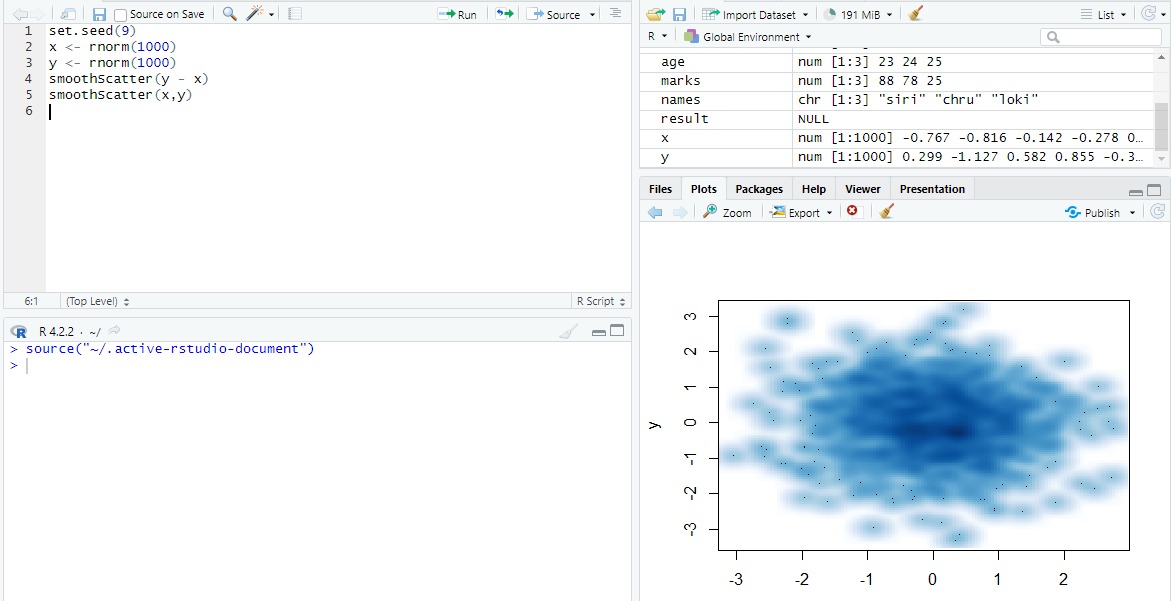 Source on Save
Run
Source
1 set.seed(9)
2 x <- rnorm(1000)
3 y <- rnorm(1000)
4 smoothScatter(y - x)
5 smoothScatter(x,y)
6
6:1 (Top Level) R Script
R R 4.2.2 · ~/
> source("~/.active-rstudio-document")
>
Import Dataset 191 MiB List
R Global Environment
age num [1:3] 23 24 25
marks num [1:3] 88 78 25
names chr [1:3] "siri" "chru" "loki"
result NULL
x num [1:1000] -0.767 -0.816 -0.142 -0.278 0…
y num [1:1000] 0.299 -1.127 0.582 0.855 -0.3…
Files Plots Packages Help Viewer Presentation
Zoom Export Publish
3
2
1
0
-1
-2
-3
y
-3 -2 -1 0 1 2